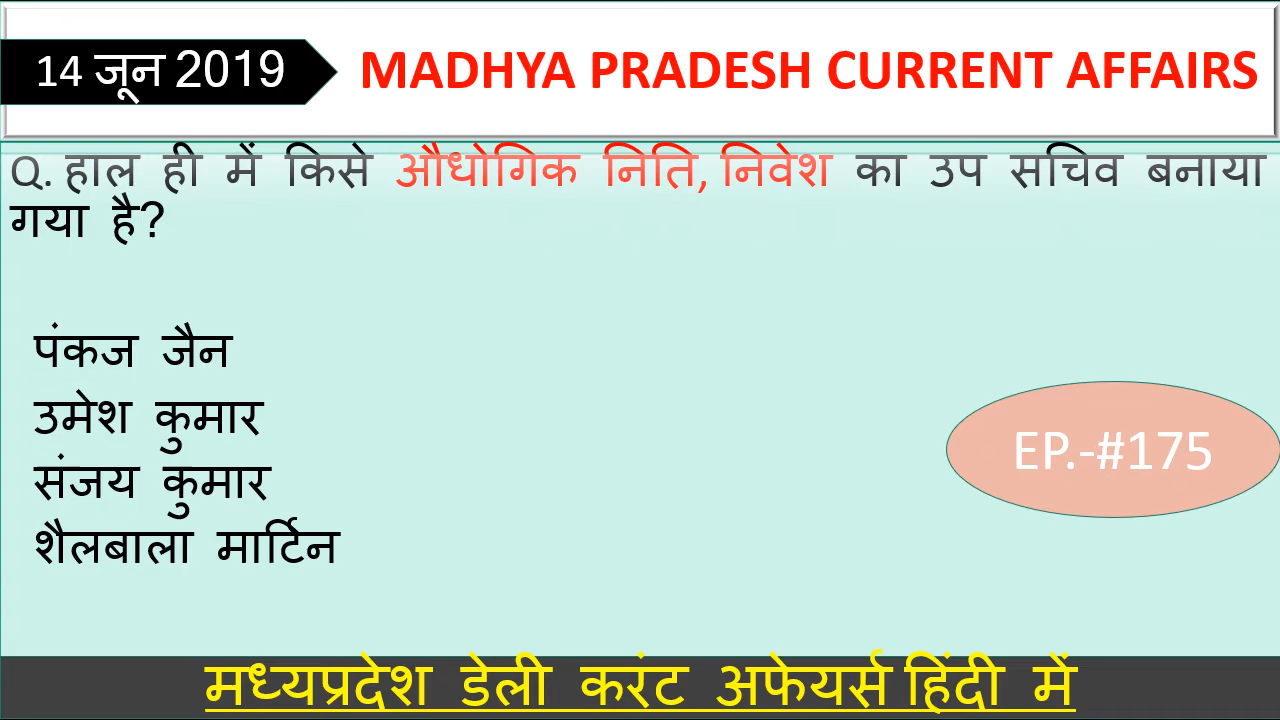 14 जून 2019
MADHYA PRADESH CURRENT AFFAIRS
Q. हाल ही में किसे औधोगिक निति, निवेश का उप सचिव बनाया
गया है?
पंकज जैन
उमेश कुमार
संजय कुमार
शैलबाला मार्टिन
EP.-#175
मध्यप्रदेश डेली करंट अफेयर्स हिंदी में